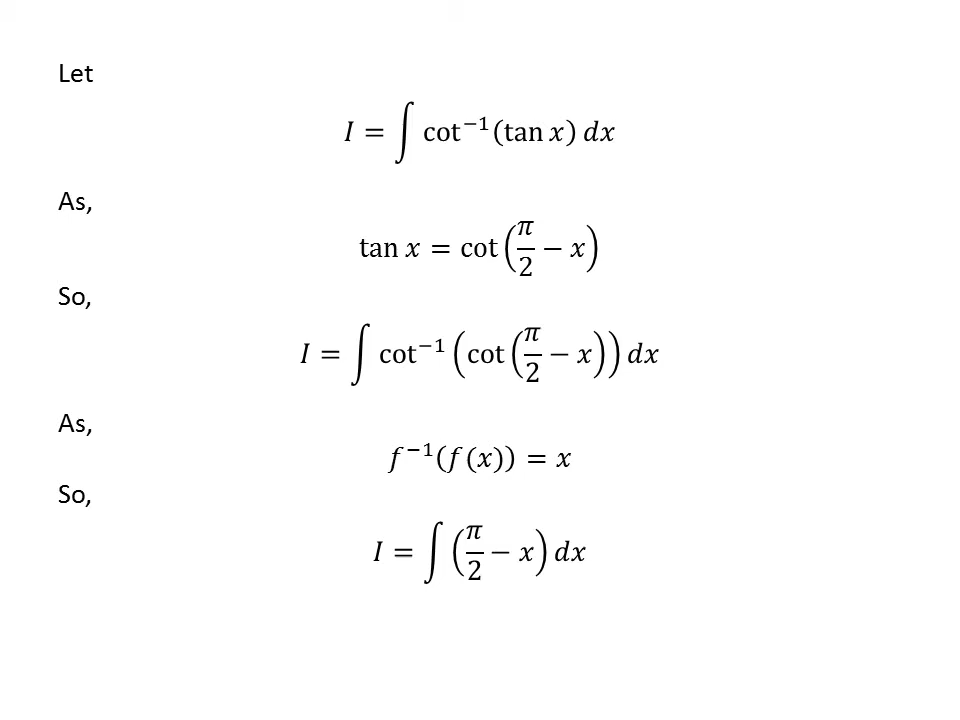 Let
𝐼 = ∫ cot⁻¹(tan 𝑥) 𝑑𝑥
As,
tan 𝑥 = cot (𝜋/2 − 𝑥)
So,
𝐼 = ∫ cot⁻¹ (cot (𝜋/2 − 𝑥)) 𝑑𝑥
As,
𝑓⁻¹(𝑓(𝑥)) = 𝑥
So,
𝐼 = ∫ (𝜋/2 − 𝑥) 𝑑𝑥